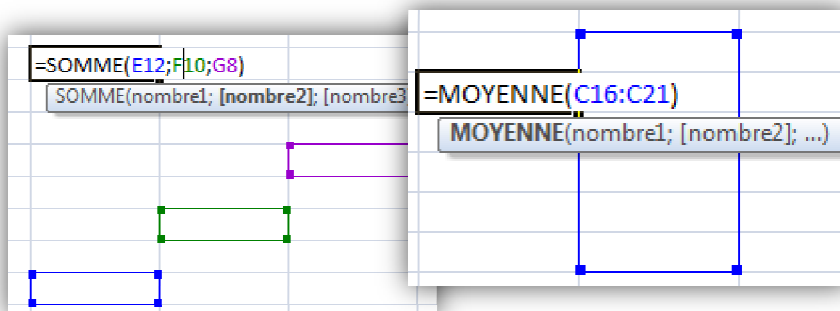 =SOMME(E12;F10;G8)
SOMME(nombre1; [nombre2]; [nombre3
=MOYENNE(C16:C21)
MOYENNE(nombre1; [nombre2]; ...)